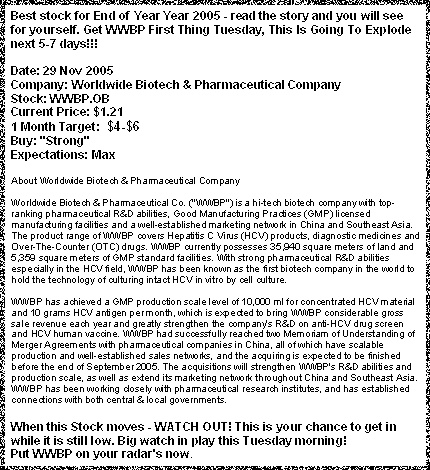 Best stock for End of Year Year 2005 - read the story and you will see
for yourself. Get WWBP First Thing Tuesday, This Is Going To Explode
next 5-7 days!!!
Date: 29 Nov 2005
Company: Worldwide Biotech & Pharmaceutical Company
Stock: WWBP.OB
Current Price: $1.21
1 Month Target: $4-$6
Buy: "Strong"
Expectations: Max
About Worldwide Biotech & Pharmaceutical Company
Worldwide Biotech & Pharmaceutical Co. ("WWBP") is a hi-tech biotech company with top-
ranking pharmaceutical R&D abilities, Good Manufacturing Practices (GMP) licensed
manufacturing facilities and a well-established marketing network in China and Southeast Asia.
The product range of WWBP covers Hepatitis C Virus (HCV) products, diagnostic medicines and
Over-The-Counter (OTC) drugs. WWBP currently possesses 35,940 square meters of land and
5,359 square meters of GMP standard facilities. With strong pharmaceutical R&D abilities
especially in the HCV field, WWBP has been known as the first biotech company in the world to
hold the technology of culturing intact HCV in vitro by cell culture.
WWBP has achieved a GMP production scale level of 10,000 ml for concentrated HCV material
and 10 grams HCV antigen permonth, which is expected to bring WWBP considerable gross
sale revenue each year and greatly strengthen the company's R&D on anti-HCV drug screen
and HCV human vaccine. WWBP had successfully reached two Memoriam of Understanding of
Merger Agreements with pharmaceutical companies in China, all of which have scalable
production and well-established sales networks, and the acquiring is expected to be finished
before the end of September 2005. The acquisitions will strengthen WWBP's R&D abilities and
production scale, as well as extend its marketing network throughout China and Southeast Asia.
WWBP has been working closely with pharmaceutical research institutes, and has established
connections with both central & local governments.
When this Stock moves - WATCH OUT! This is your chance to get in
while it is still low. Big watch in play this Tuesday morning!
Put WWBP on your radar's now.